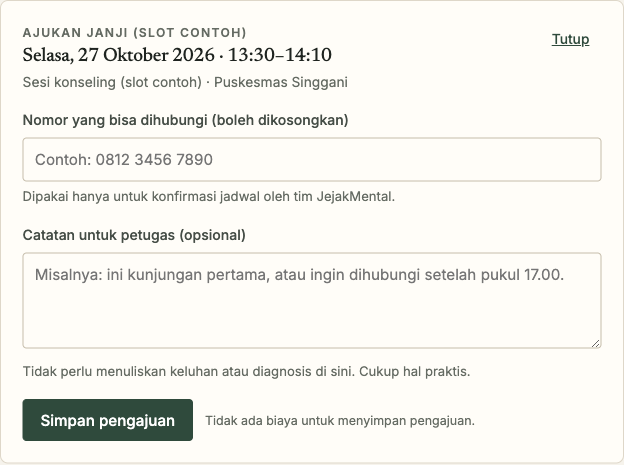 AJUKAN JANJI (SLOT CONTOH)
Tutup
Selasa, 27 Oktober 2026 · 13:30–14:10
Sesi konseling (slot contoh) · Puskesmas Singgani
Nomor yang bisa dihubungi (boleh dikosongkan)
Contoh: 0812 3456 7890
Dipakai hanya untuk konfirmasi jadwal oleh tim JejakMental.
Catatan untuk petugas (opsional)
Misalnya: ini kunjungan pertama, atau ingin dihubungi setelah pukul 17.00.
Tidak perlu menuliskan keluhan atau diagnosis di sini. Cukup hal praktis.
Simpan pengajuan
Tidak ada biaya untuk menyimpan pengajuan.